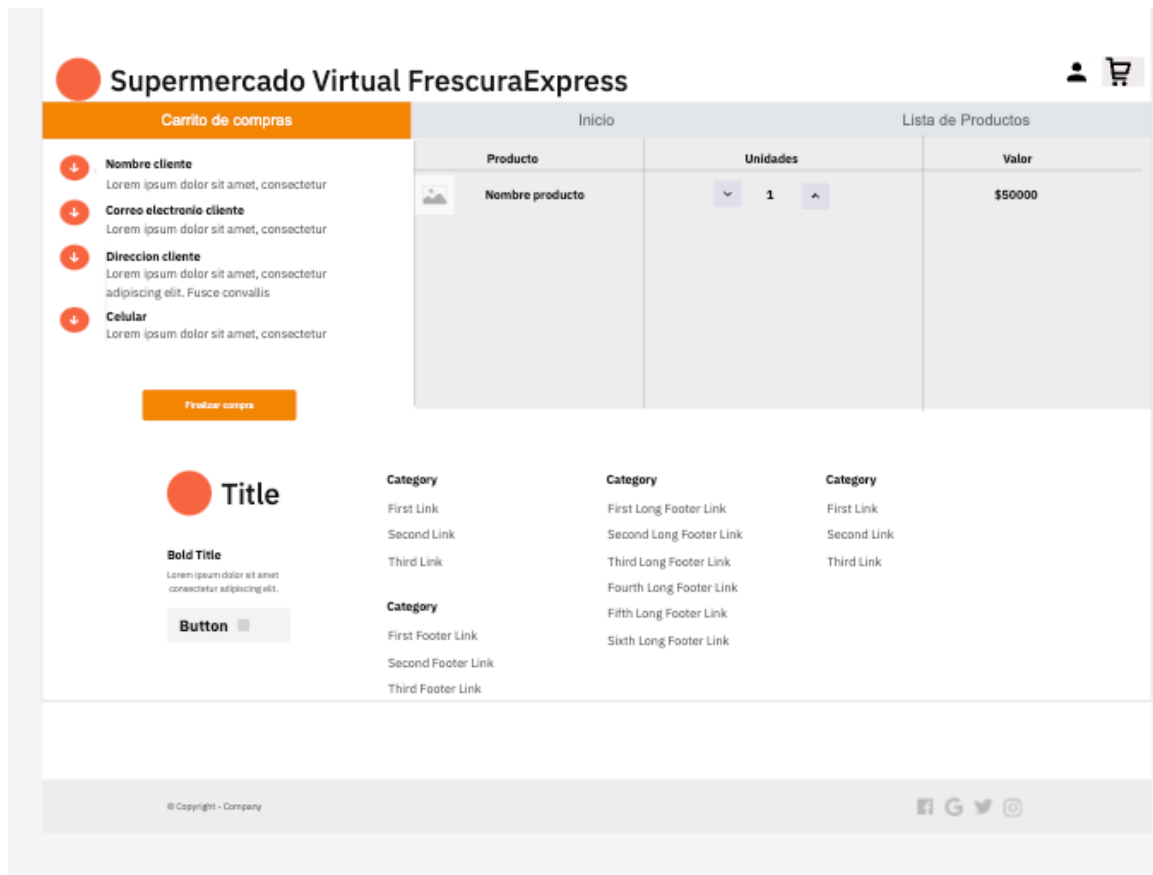 Supermercado Virtual FrescuraExpress
Carrito de compras
Inicio
Lista de Productos
Nombre cliente
Lorem ipsum dolor sit amet, consectetur
Correo electronio cliente
Lorem ipsum dolor sit amet, consectetur
Direccion cliente
Lorem ipsum dolor sit amet, consectetur
adipiscing elit. Fusce convallis
Celular
Lorem ipsum dolor sit amet, consectetur
Finalizar compra
Producto
Unidades
Valor
Nombre producto
1
$50000
Title
Bold Title
Lorem ipsum dolor sit amet
consectetur adipiscing elit.
Button
Category
First Link
Second Link
Third Link
Category
First Footer Link
Second Footer Link
Third Footer Link
Category
First Long Footer Link
Second Long Footer Link
Third Long Footer Link
Fourth Long Footer Link
Fifth Long Footer Link
Sixth Long Footer Link
Category
First Link
Second Link
Third Link
© Copyright - Company